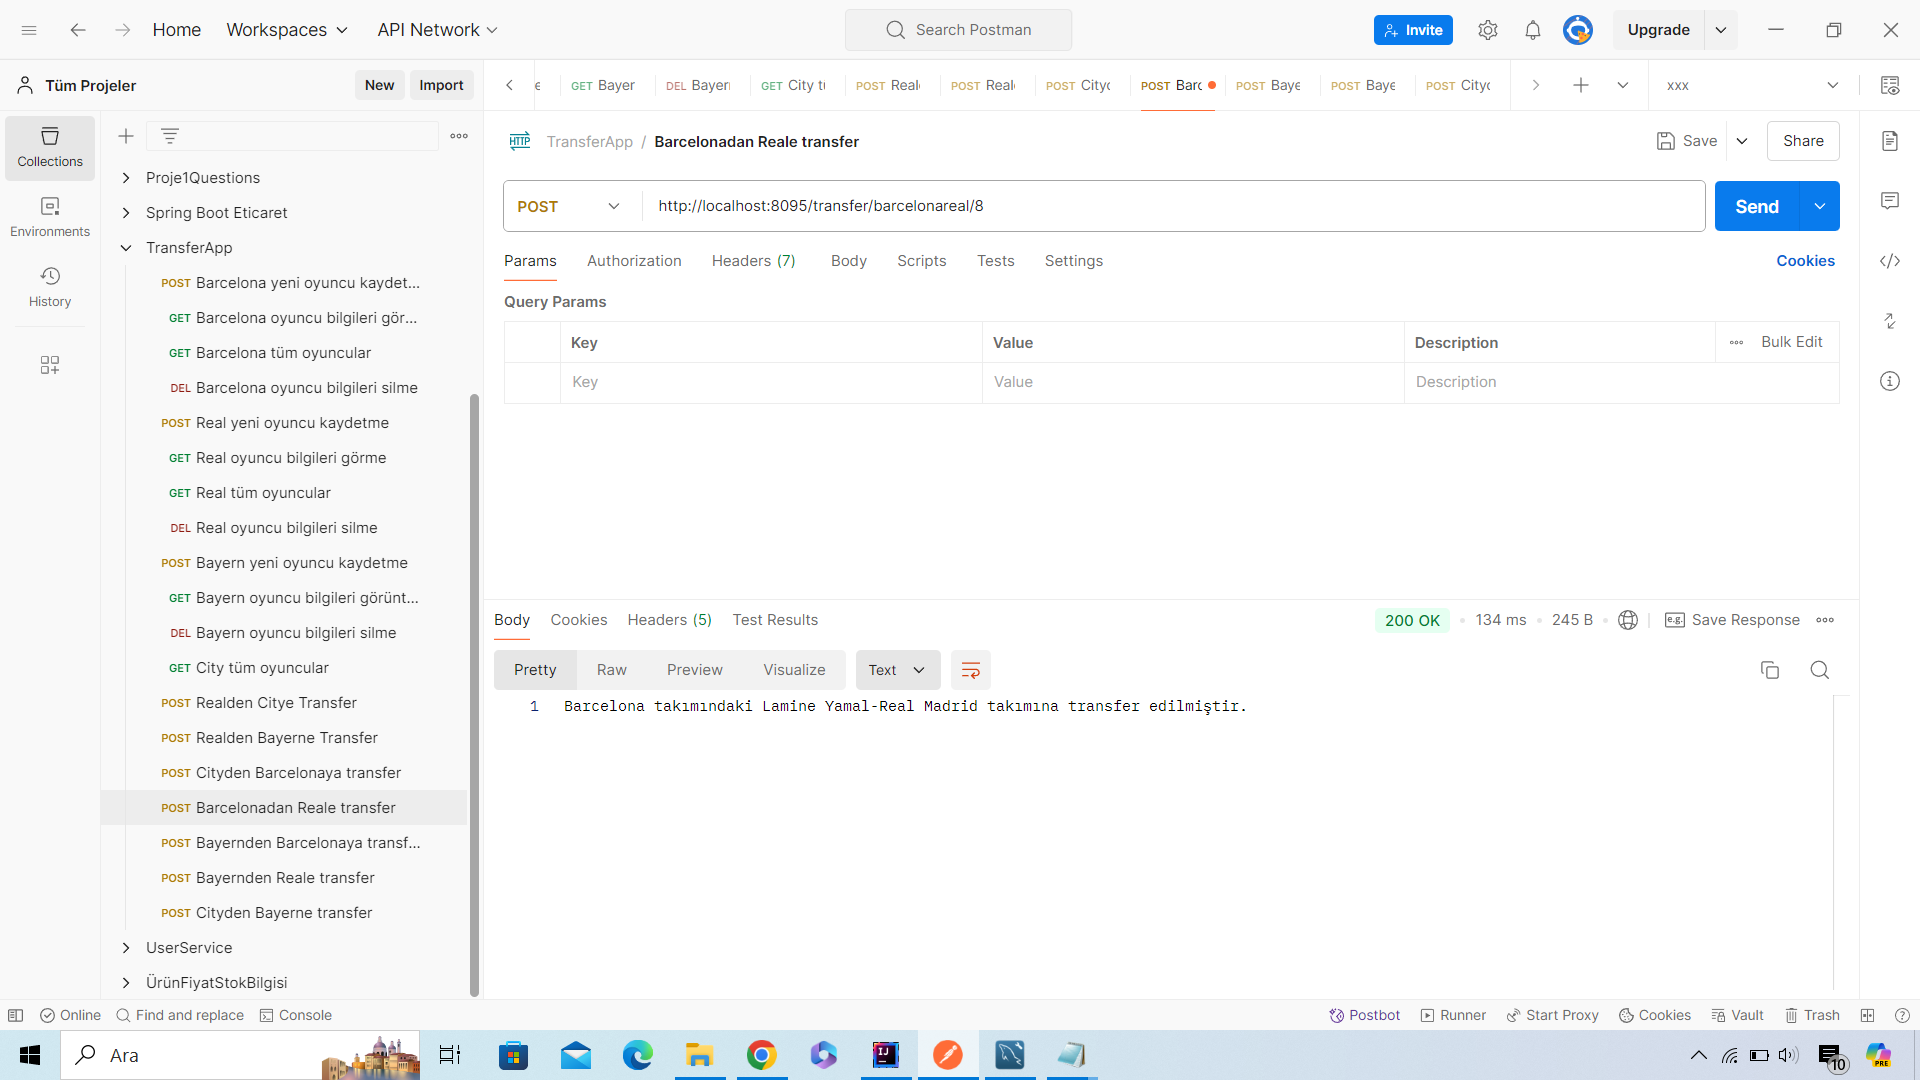 Home
Workspaces
API Network
Search Postman
Invite
Upgrade
Tüm Projeler
New
Import
GET Bayer
DEL Bayern
GET City t
POST Real
POST Real
POST Cityc
POST Barc
POST Baye
POST Baye
POST Cityc
xxx
Collections
Environments
History
Proje1Questions
Spring Boot Eticaret
TransferApp
POST Barcelona yeni oyuncu kaydet...
GET Barcelona oyuncu bilgileri gör...
GET Barcelona tüm oyuncular
DEL Barcelona oyuncu bilgileri silme
POST Real yeni oyuncu kaydetme
GET Real oyuncu bilgileri görme
GET Real tüm oyuncular
DEL Real oyuncu bilgileri silme
POST Bayern yeni oyuncu kaydetme
GET Bayern oyuncu bilgileri görünt...
DEL Bayern oyuncu bilgileri silme
GET City tüm oyuncular
POST Realden Citye Transfer
POST Realden Bayerne Transfer
POST Cityden Barcelonaya transfer
POST Barcelonadan Reale transfer
POST Bayernden Barcelonaya transf...
POST Bayernden Reale transfer
POST Cityden Bayerne transfer
UserService
ÜrünFiyatStokBilgisi
HTTP TransferApp / Barcelonadan Reale transfer
Save
Share
POST
http://localhost:8095/transfer/barcelonareal/8
Send
Params Authorization Headers (7) Body Scripts Tests Settings
Cookies
Query Params
Key Value Description Bulk Edit
Key Value Description
Body Cookies Headers (5) Test Results
200 OK 134 ms 245 B e.g. Save Response
Pretty Raw Preview Visualize Text
1 Barcelona takımındaki Lamine Yamal-Real Madrid takımına transfer edilmiştir.
Online Find and replace Console
Postbot Runner Start Proxy Cookies Vault Trash
Ara
IJ
10
PRE